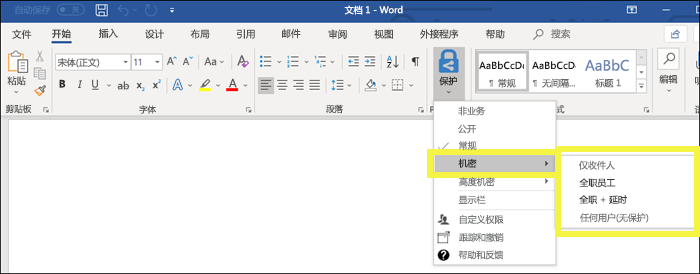 自动保存 关
文档 1 - Word
文件 开始 插入 设计 布局 引用 邮件 审阅 视图 外接程序 帮助 搜索
粘贴
宋体(正文) 11
A A Aa
B I U ab x₂ x²
保护
AaBbCcDc AaBbCcDc AaBbC
常规 无间隔... 标题 1
编辑
剪贴板 字体 段落 式
非业务
公开
常规
机密
高度机密
显示栏
自定义权限
跟踪和撤销
帮助和反馈
仅收件人
全职员工
全职 + 延时
任何用户(无保护)